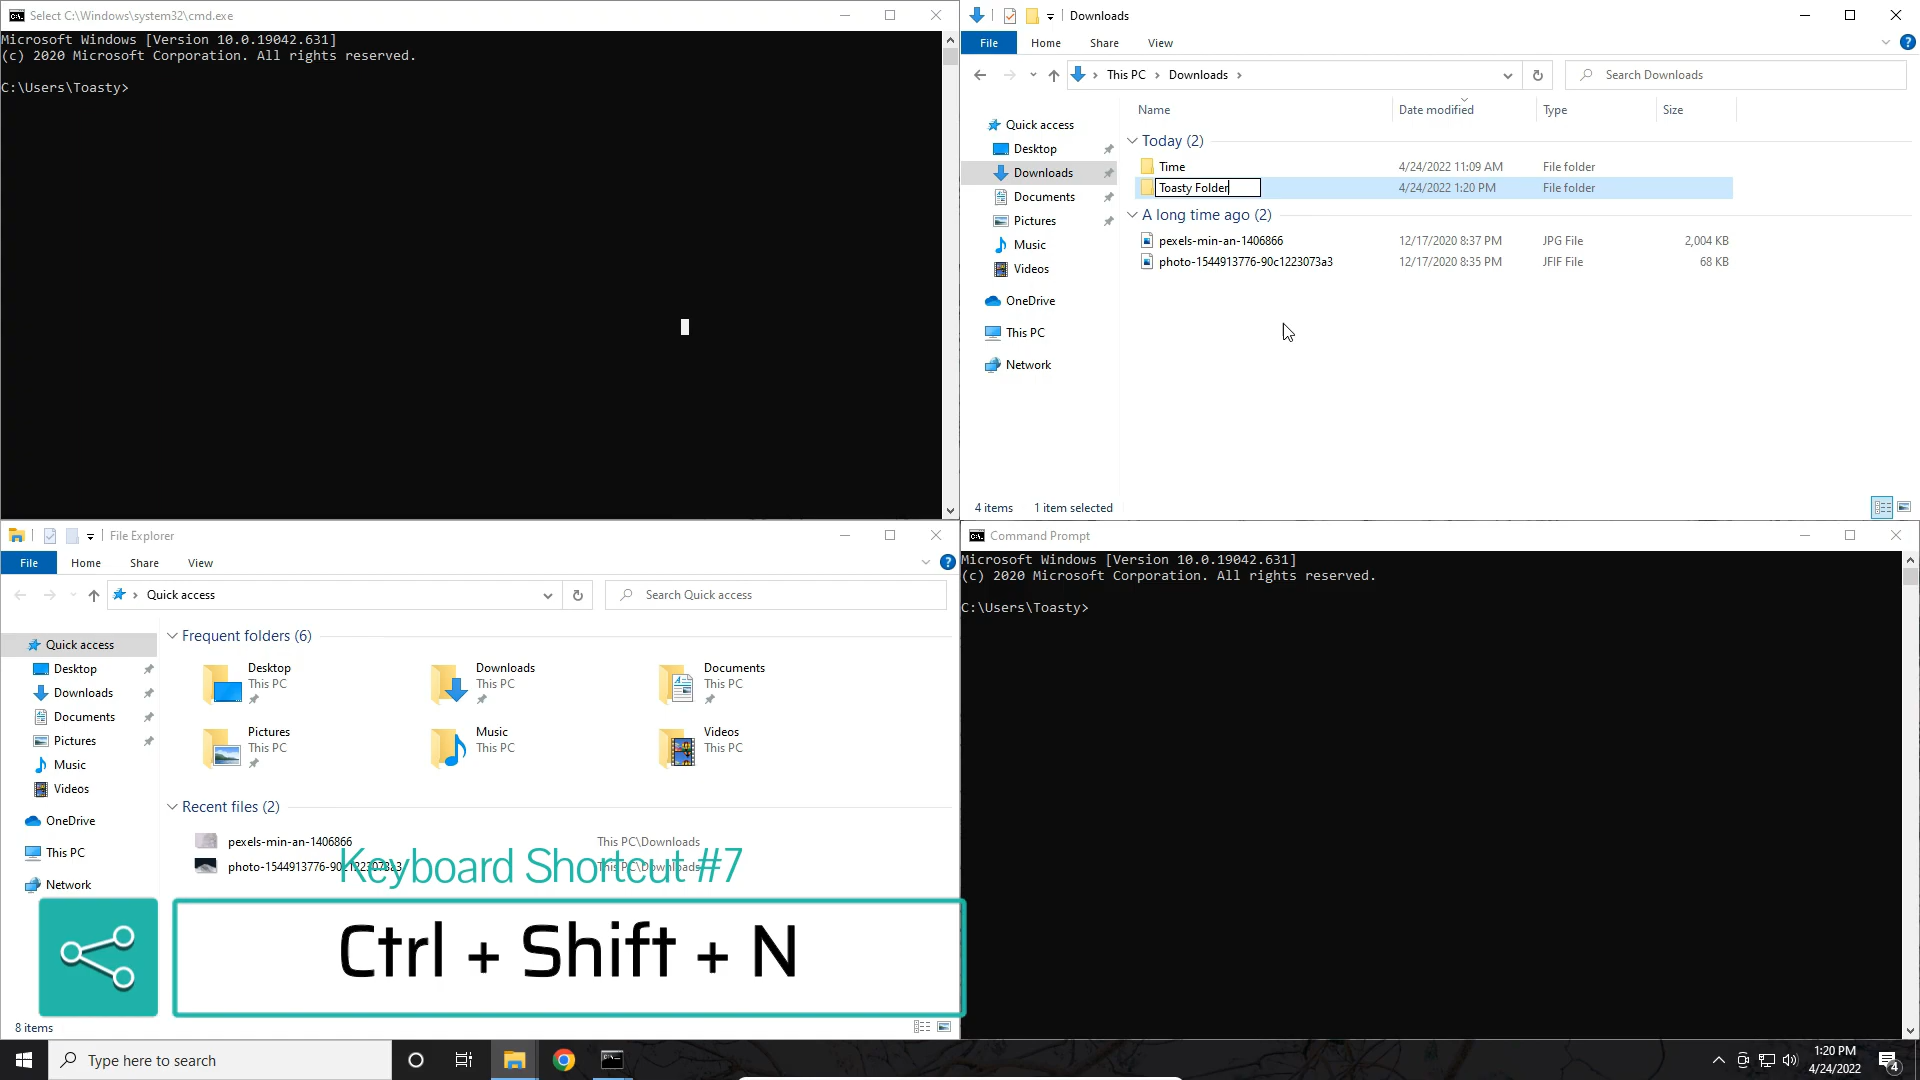 Select C:\Windows\system32\cmd.exe
Microsoft Windows [Version 10.0.19042.631]
(c) 2020 Microsoft Corporation. All rights reserved.
C:\Users\Toasty>
Downloads
File Home Share View
This PC Downloads
Search Downloads
Name Date modified Type Size
Quick access
Desktop
Downloads
Documents
Pictures
Music
Videos
OneDrive
This PC
Network
Today (2)
Time 4/24/2022 11:09 AM File folder
Toasty Folder 4/24/2022 1:20 PM File folder
A long time ago (2)
pexels-min-an-1406866 12/17/2020 8:37 PM JPG File 2,004 KB
photo-1544913776-90c1223073a3 12/17/2020 8:35 PM JFIF File 68 KB
4 items 1 item selected
File Explorer
File Home Share View
Quick access
Search Quick access
Quick access
Desktop
Downloads
Documents
Pictures
Music
Videos
OneDrive
This PC
Network
Frequent folders (6)
Desktop
This PC
Downloads
This PC
Documents
This PC
Pictures
This PC
Music
This PC
Videos
This PC
Recent files (2)
pexels-min-an-1406866 This PC\Downloads
photo-1544913776-90c1223073a3 This PC\Downloads
Keyboard Shortcut #7
Ctrl + Shift + N
8 items
Command Prompt
Microsoft Windows [Version 10.0.19042.631]
(c) 2020 Microsoft Corporation. All rights reserved.
C:\Users\Toasty>
Type here to search
1:20 PM
4/24/2022
4